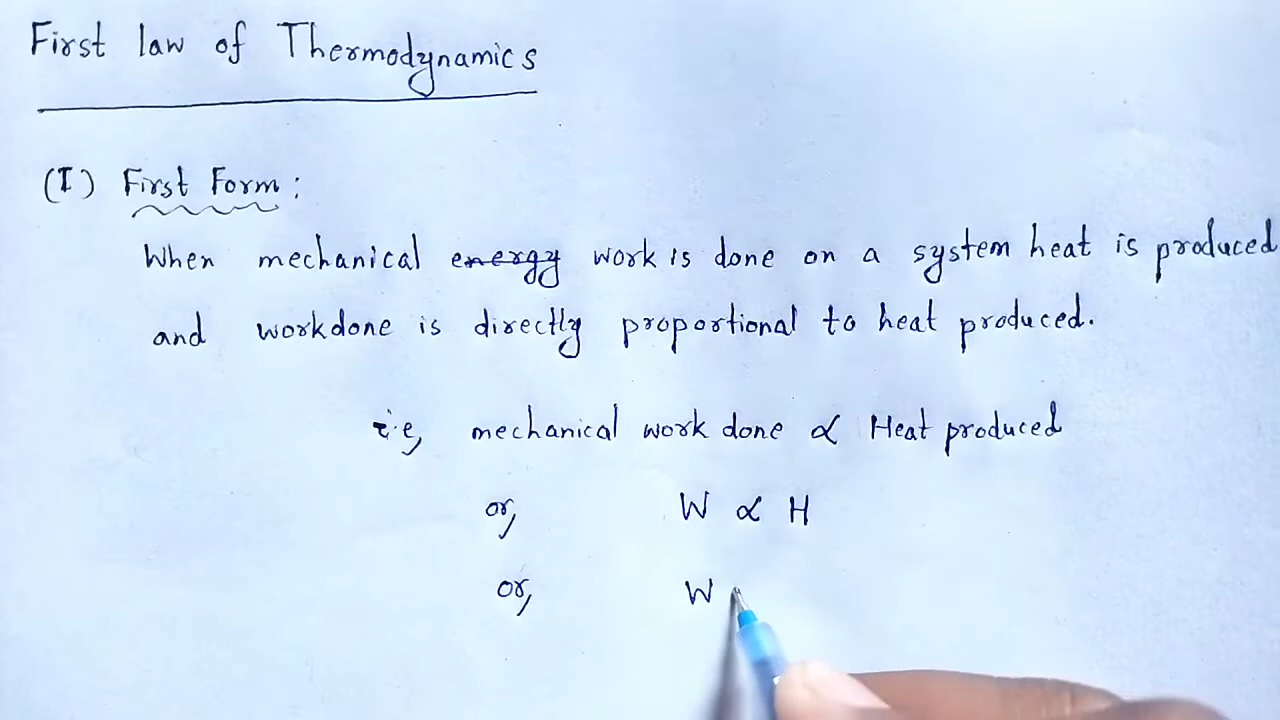 First law of Thermodynamics
(I) First Form :
When mechanical energy work is done on a system heat is produced
and workdone is directly proportional to heat produced.
i.e, mechanical work done ∝ Heat produced
or, W ∝ H
or, W